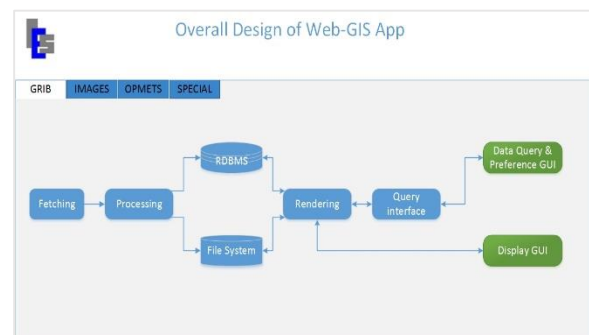 Overall Design of Web-GIS App
GRIB
IMAGES
OPMETS
SPECIAL
RDBMS
Data Query &
Preference GUI
Fetching
Processing
Rendering
Query
interface
File System
Display GUI